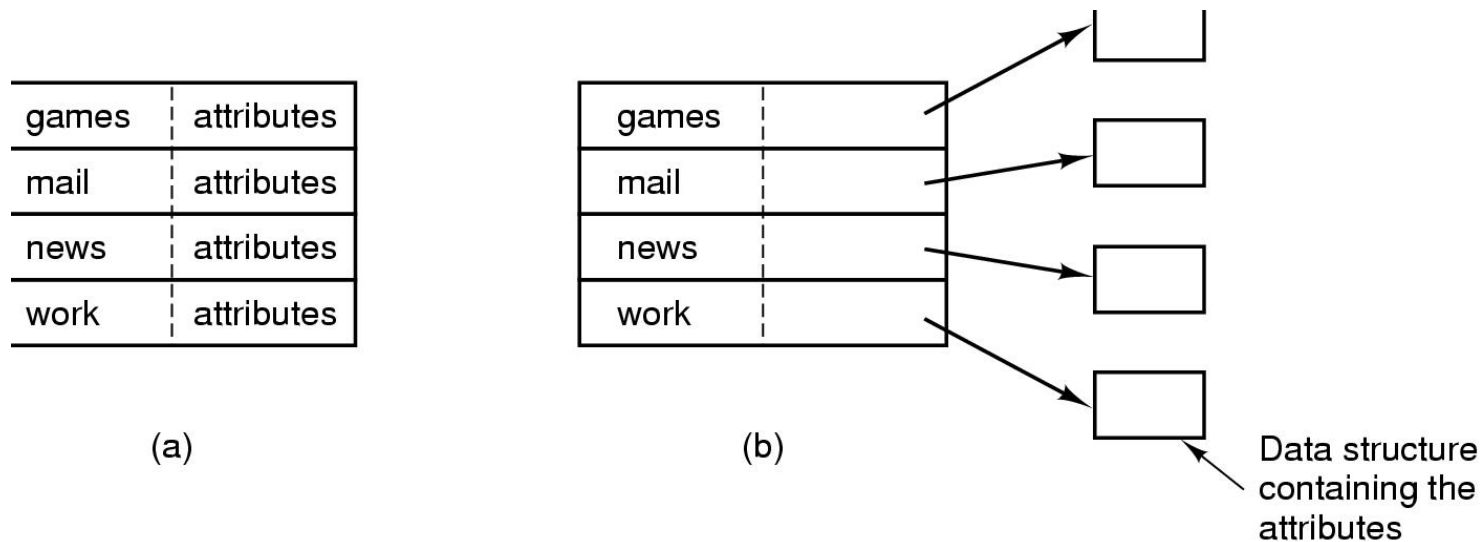 games attributes
mail attributes
news attributes
work attributes
(a)
games
mail
news
work
(b)
Data structure
containing the
attributes